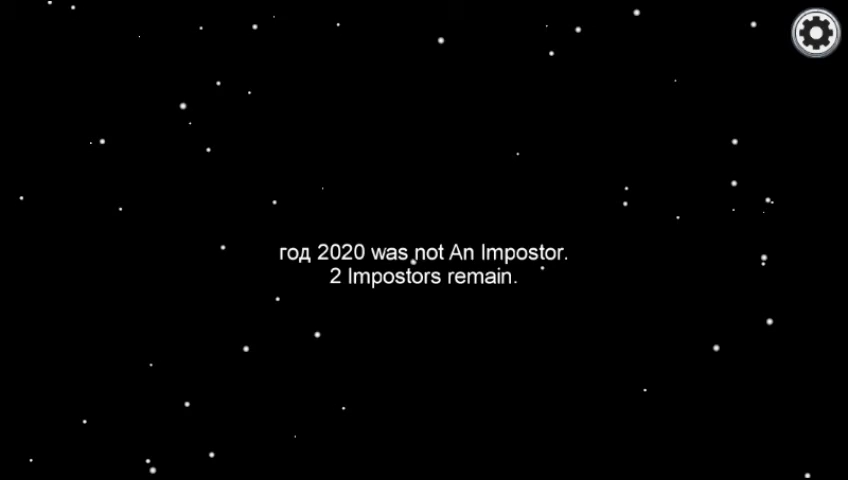 год 2020 was not An Impostor.
2 Impostors remain.